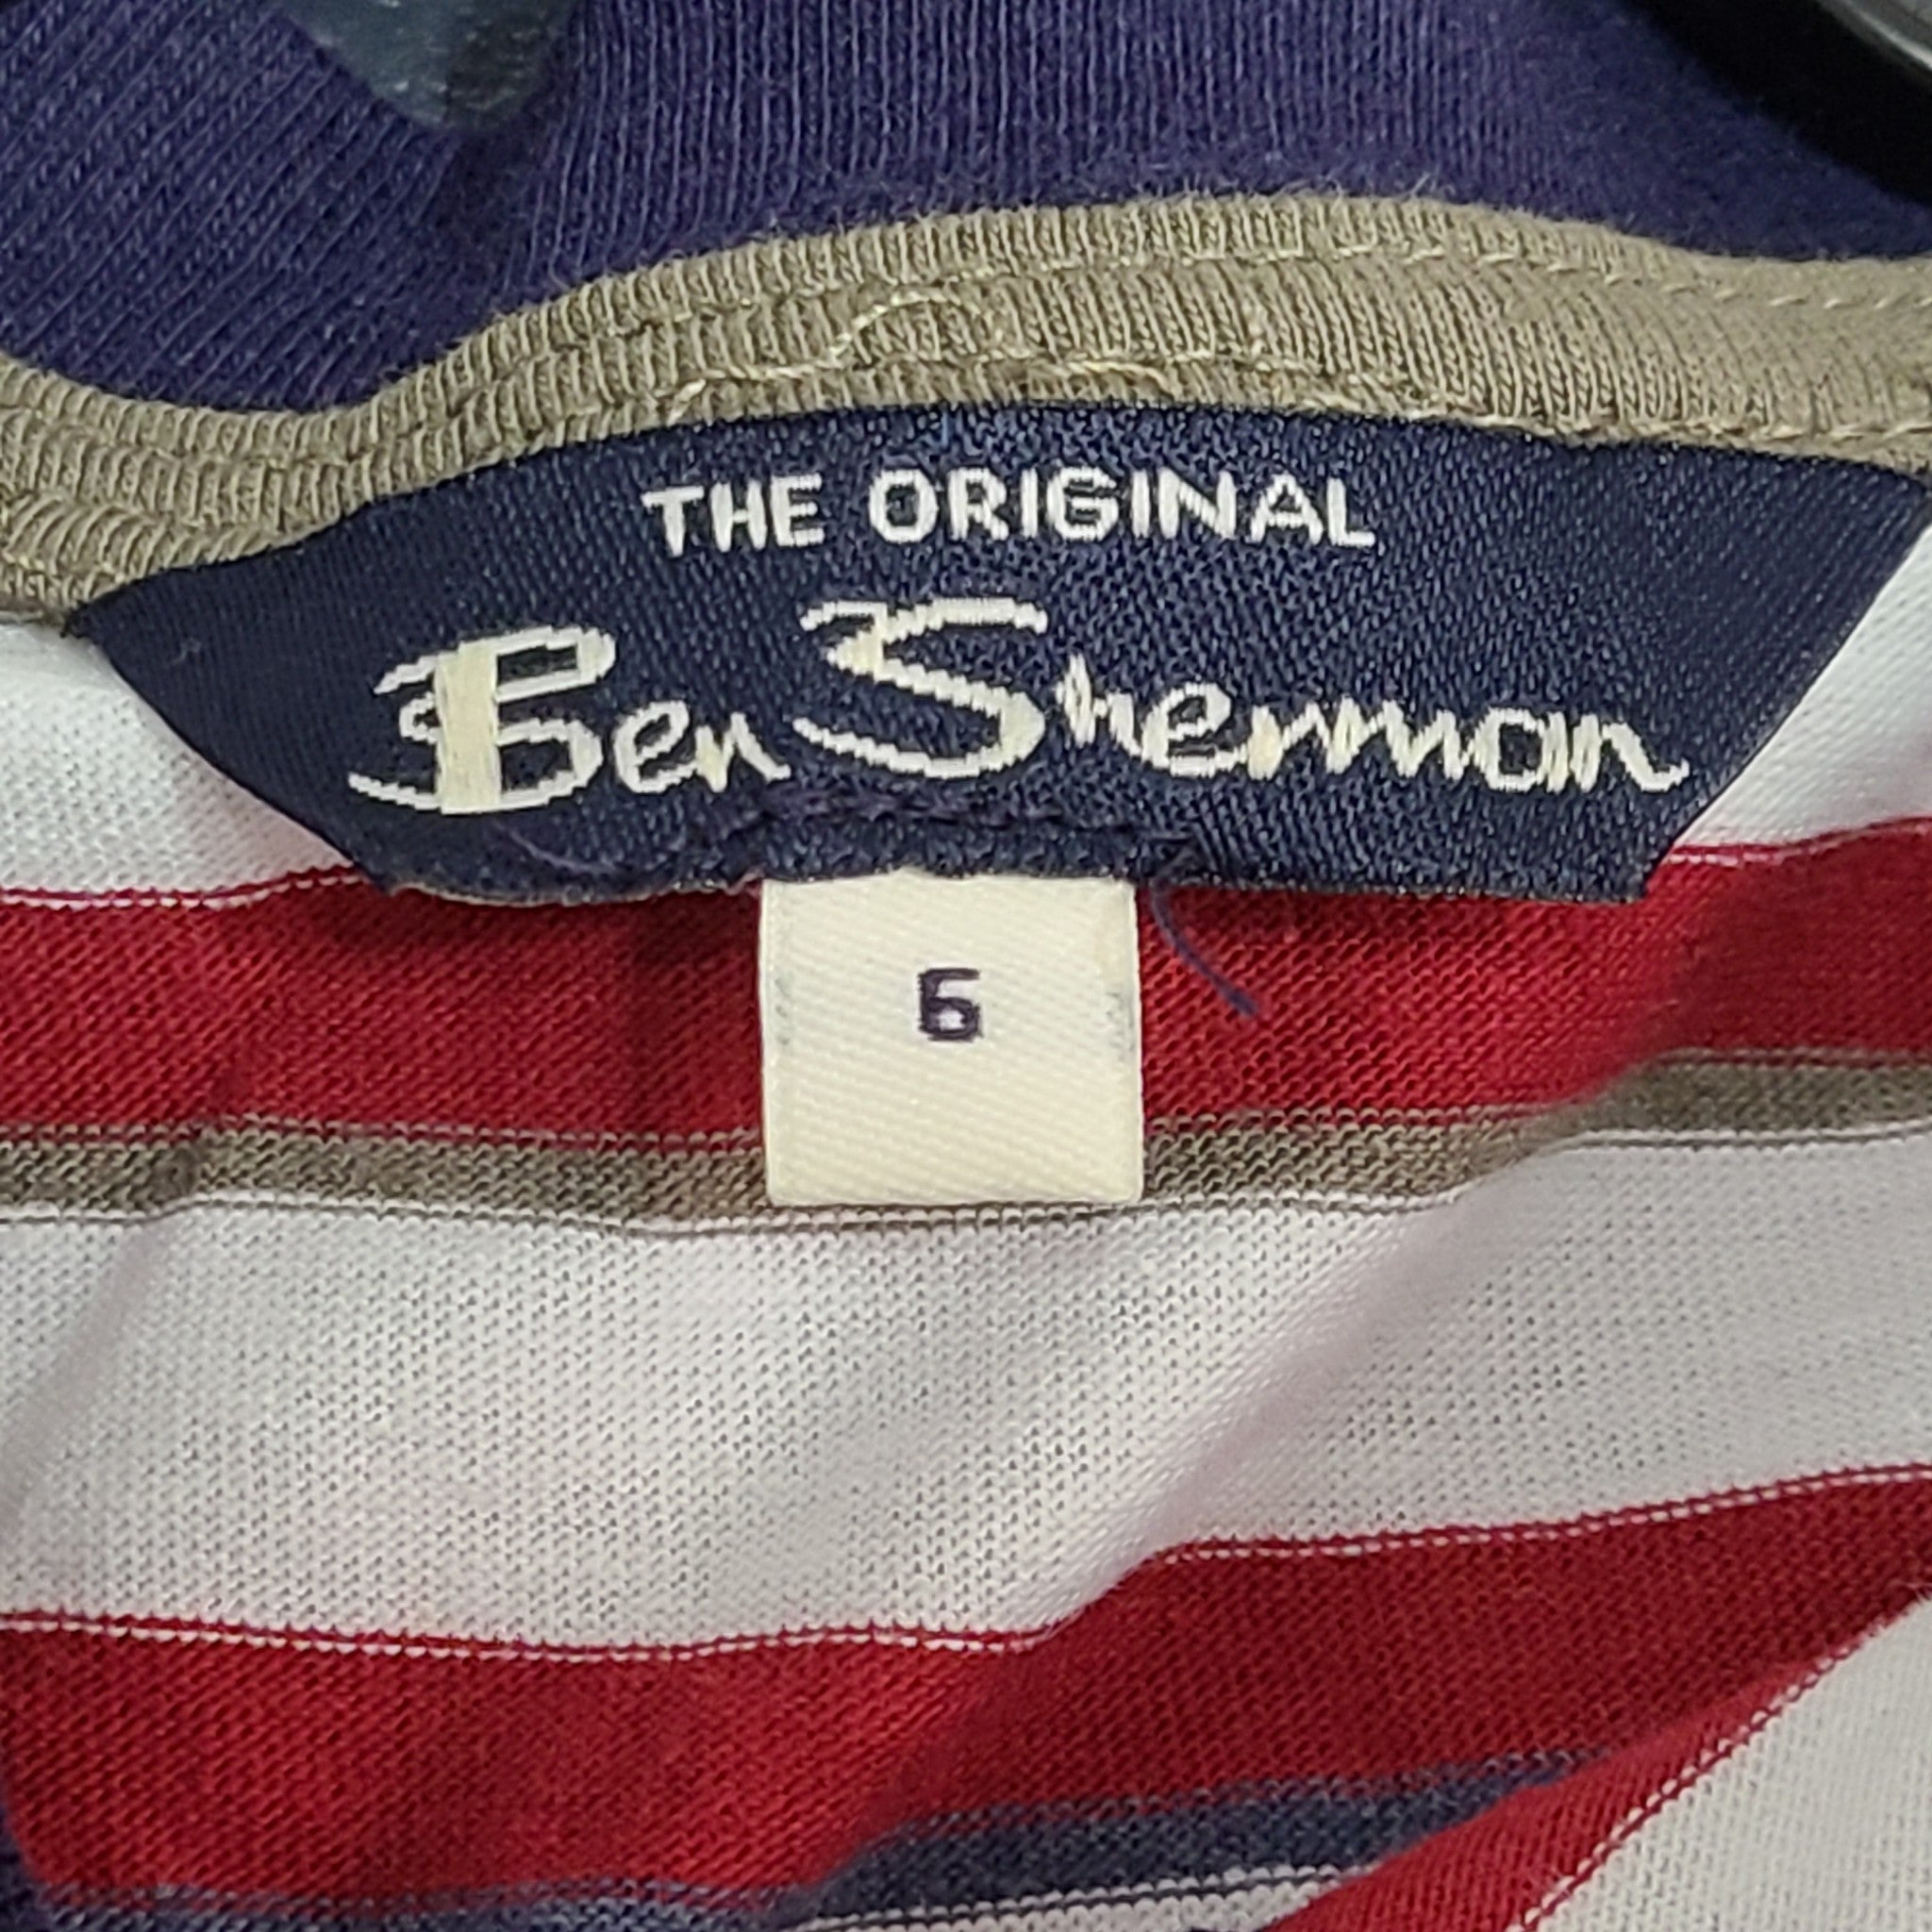 THE ORIGINAL
Ben Sherman
6